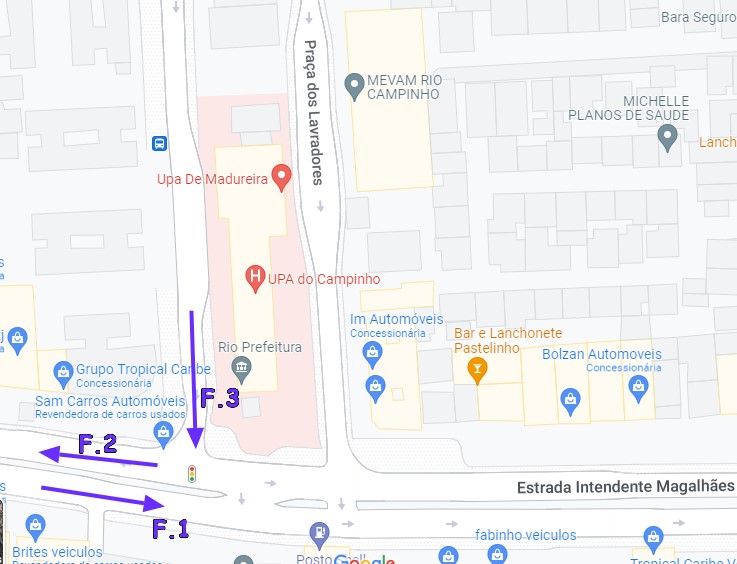 Bara Seguro
Praça dos Lavradores
MEVAM RIO
CAMPINHO
MICHELLE
PLANOS DE SAUDE
Lanch
Upa De Madureira
H
UPA do Campinho
Im Automóveis
Concessionária
Rio Prefeitura
Bar e Lanchonete
Pastelinho
Bolzan Automoveis
Concessionária
Grupo Tropical Caribe
Concessionária
Sam Carros Automóveis
Revendedora de carros usados
F.3
F.2
F.1
Estrada Intendente Magalhães
fabinho veiculos
Brites veiculos
Posto
Google
Tropical Caribe V